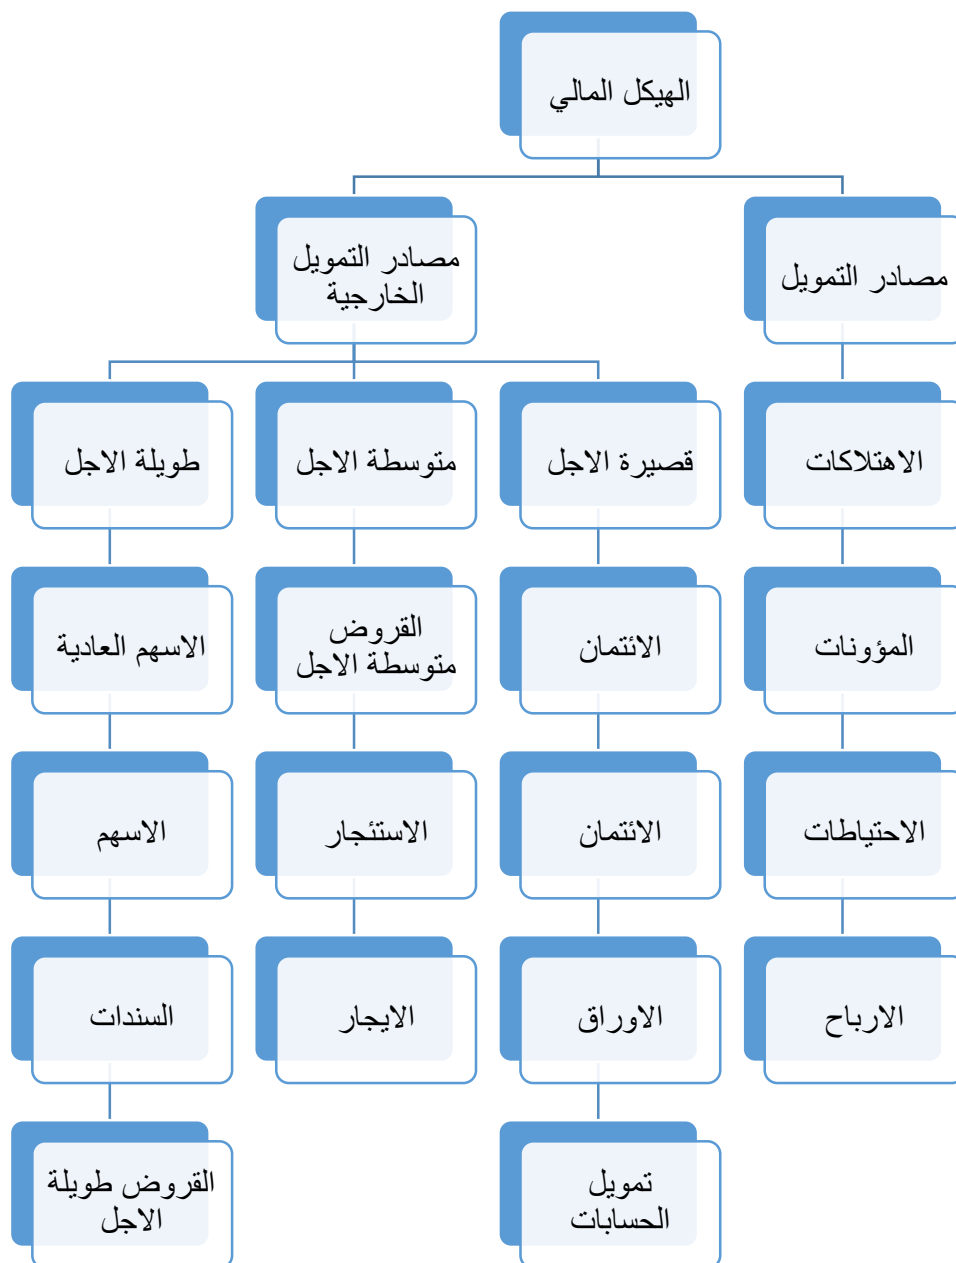 الهيكل المالي
مصادر التمويل
مصادر التمويل
الخارجية
الاهتلاكات
قصيرة الاجل
متوسطة الاجل
طويلة الاجل
المؤونات
الائتمان
القروض
متوسطة الاجل
الاسهم العادية
الاحتياطات
الائتمان
الاستئجار
الاسهم
الارباح
الاوراق
الايجار
السندات
تمويل
الحسابات
القروض طويلة
الاجل